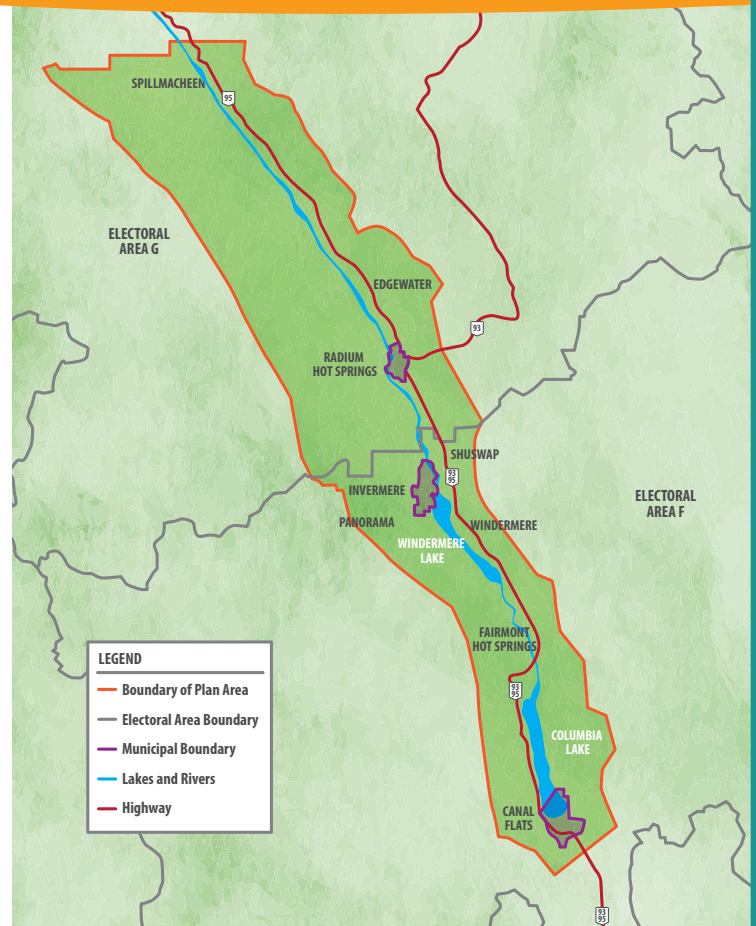 SPILLMACHEEN
95
ELECTORAL
AREA G
EDGEWATER
93
RADIUM
HOT SPRINGS
SHUSWAP
93
95
INVERMERE
ELECTORAL
AREA F
PANORAMA
WINDERMERE
WINDERMERE
LAKE
FAIRMONT
HOT SPRINGS
LEGEND
Boundary of Plan Area
Electoral Area Boundary
Municipal Boundary
Lakes and Rivers
Highway
93
95
COLUMBIA
LAKE
CANAL
FLATS
93
95